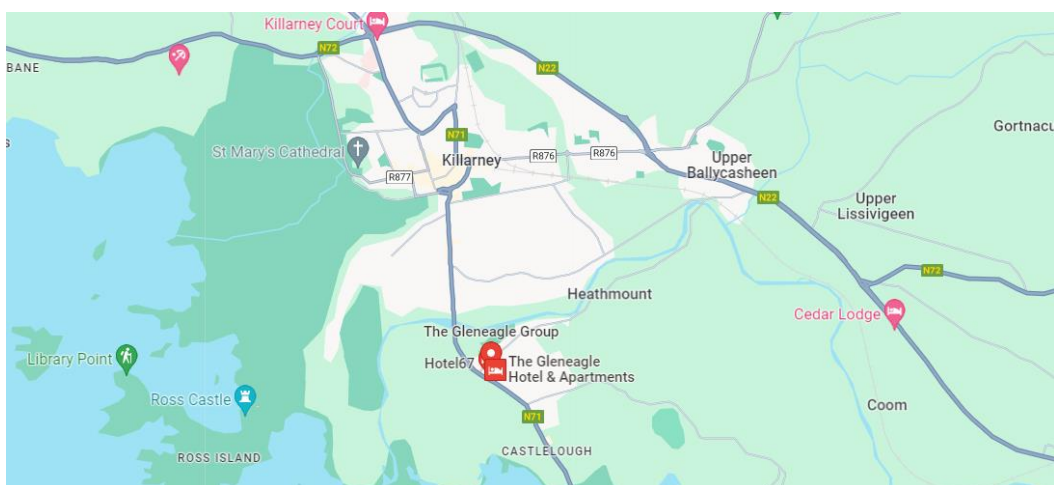 Killarney Court
N72
BANE
N22
Gortnacu
N71
St Mary's Cathedral
R876
R876
Killarney
Upper
Ballycasheen
R877
N22
Upper
Lissivigeen
N72
Heathmount
Cedar Lodge
The Gleneagle Group
Library Point
Hotel67
The Gleneagle
Hotel & Apartments
Ross Castle
Coom
N71
CASTLELOUGH
ROSS ISLAND
s